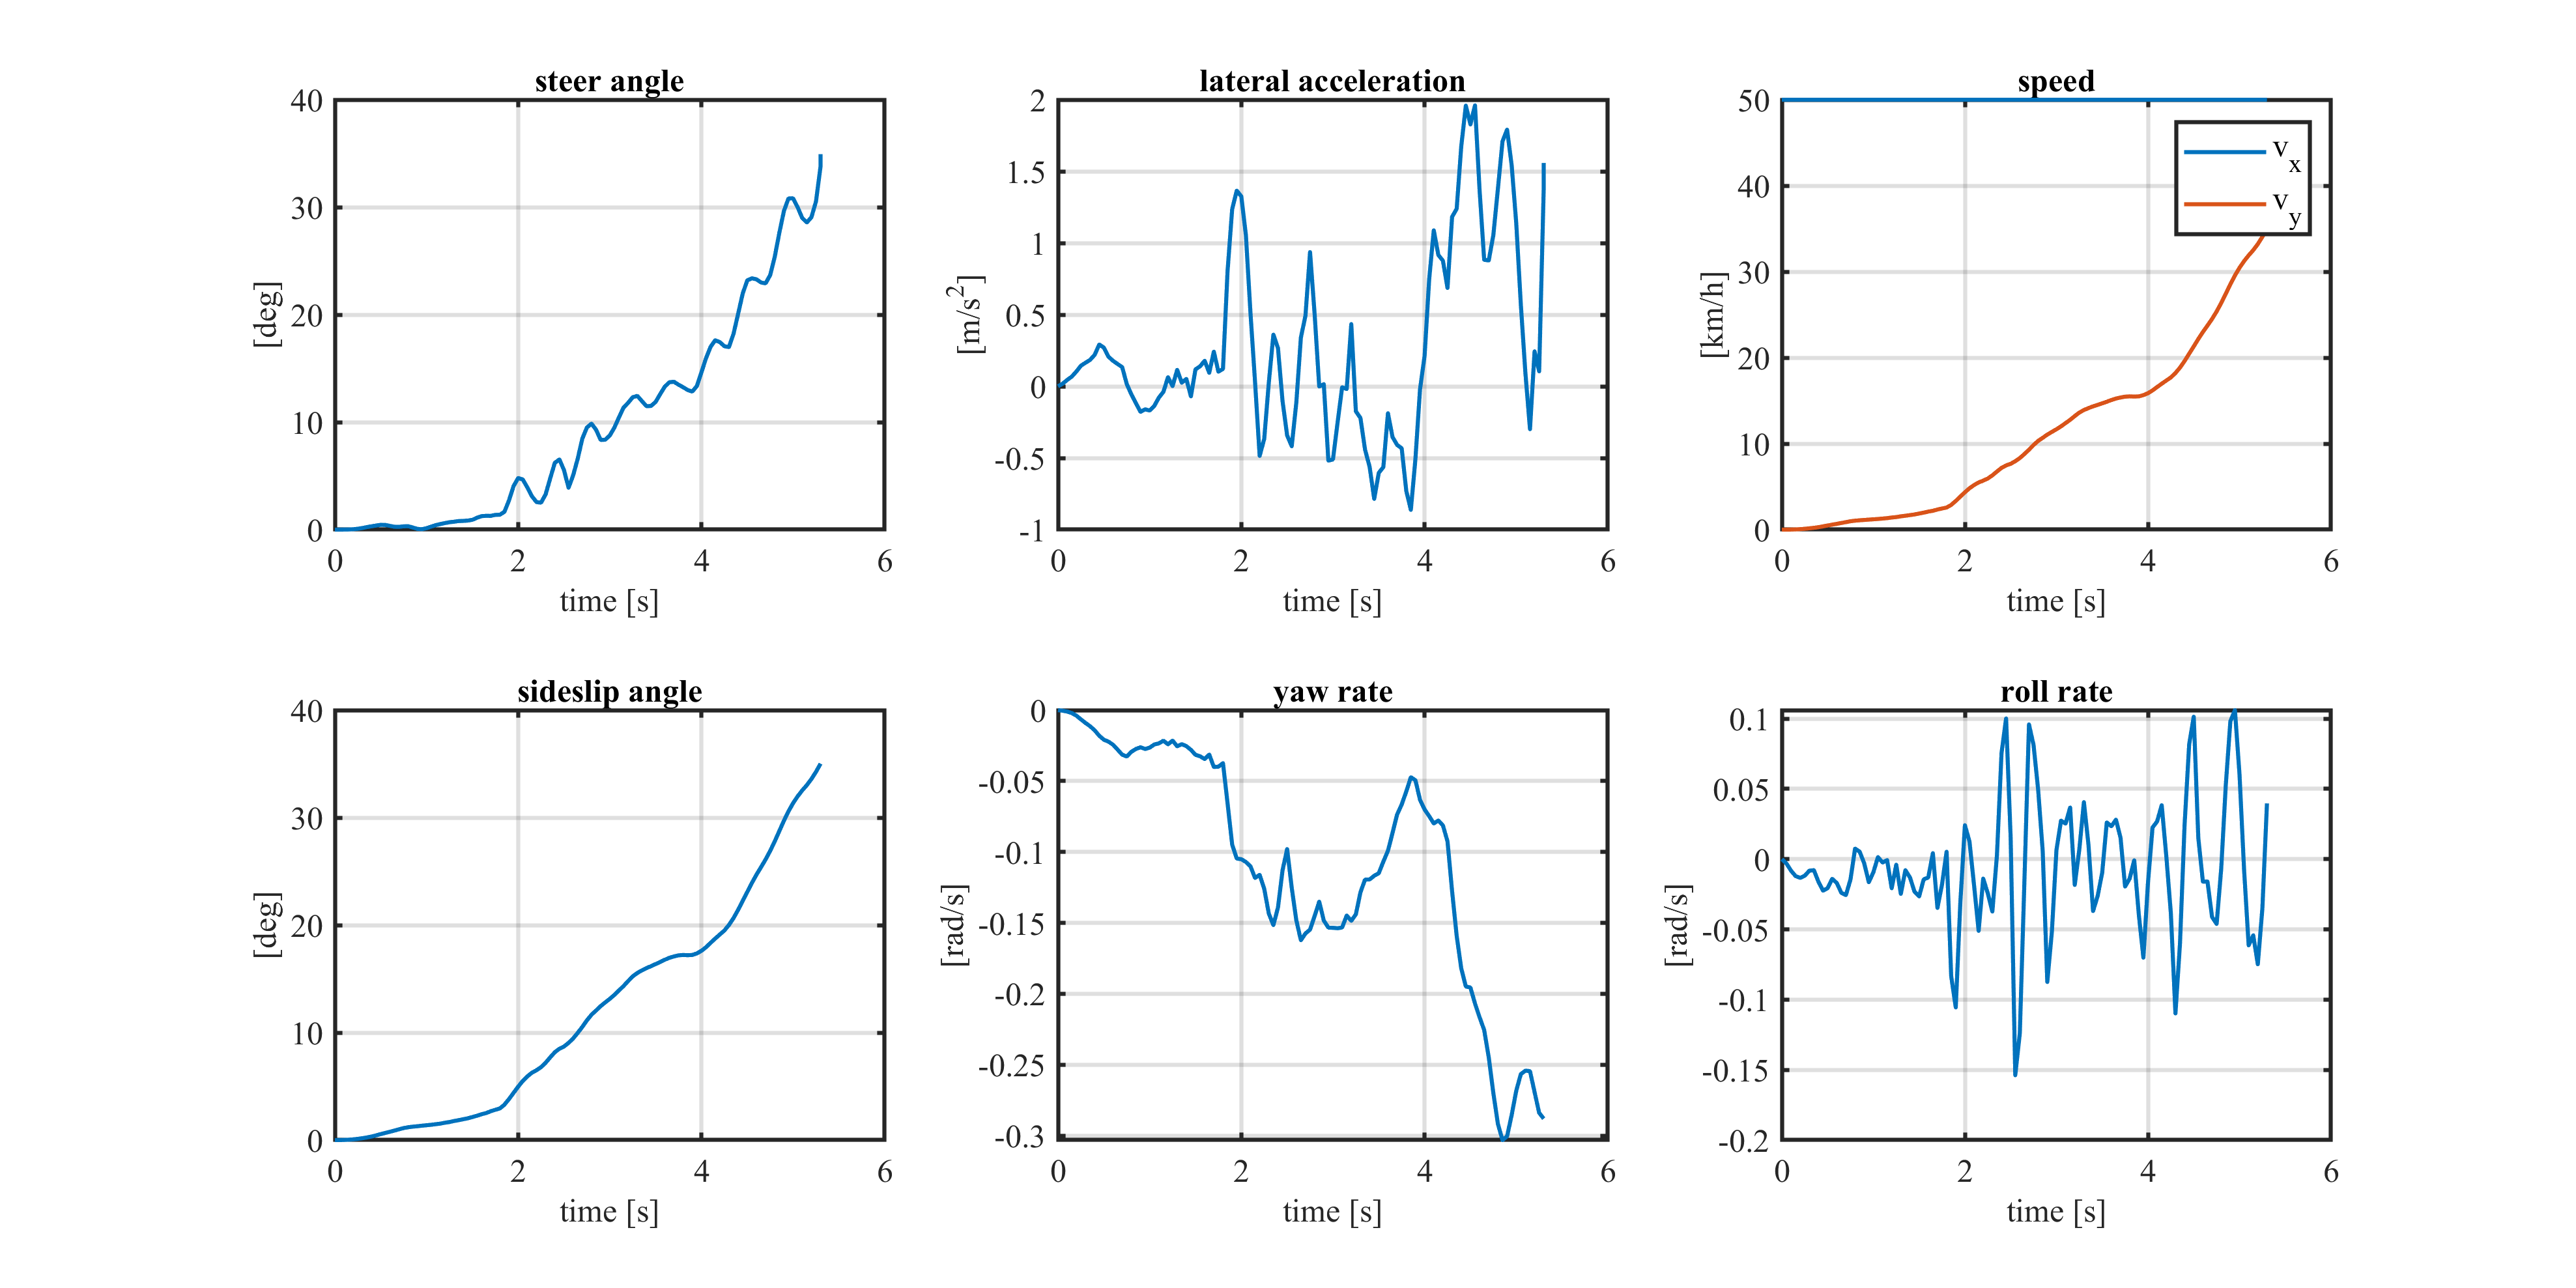 steer angle
40
30
20
10
0
[deg]
0 2 4 6
time [s]
lateral acceleration
2
1.5
1
0.5
0
-0.5
-1
[m/s²]
0 2 4 6
time [s]
speed
50
40
30
20
10
0
[km/h]
v_x
v_y
0 2 4 6
time [s]
sideslip angle
40
30
20
10
0
[deg]
0 2 4 6
time [s]
yaw rate
0
-0.05
-0.1
-0.15
-0.2
-0.25
-0.3
[rad/s]
0 2 4 6
time [s]
roll rate
0.1
0.05
0
-0.05
-0.1
-0.15
-0.2
[rad/s]
0 2 4 6
time [s]